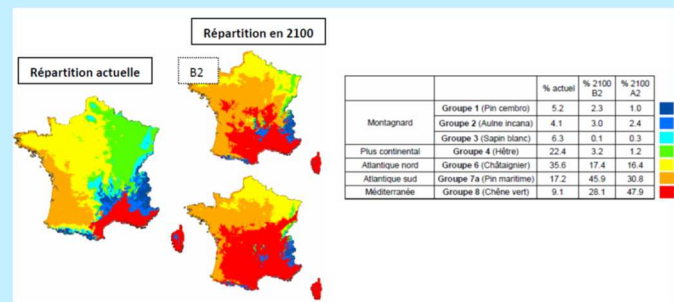 Répartition en 2100
Répartition actuelle
B2
% actuel % 2100 B2 % 2100 A2
Montagnard
Groupe 1 (Pin cembro) 5.2 2.3 1.0
Groupe 2 (Aulne incana) 4.1 3.0 2.4
Groupe 3 (Sapin blanc) 6.3 0.1 0.3
Plus continental Groupe 4 (Hêtre) 22.4 3.2 1.2
Atlantique nord Groupe 6 (Châtaignier) 35.6 17.4 16.4
Atlantique sud Groupe 7a (Pin maritime) 17.2 45.9 30.8
Méditerranée Groupe 8 (Chêne vert) 9.1 28.1 47.9